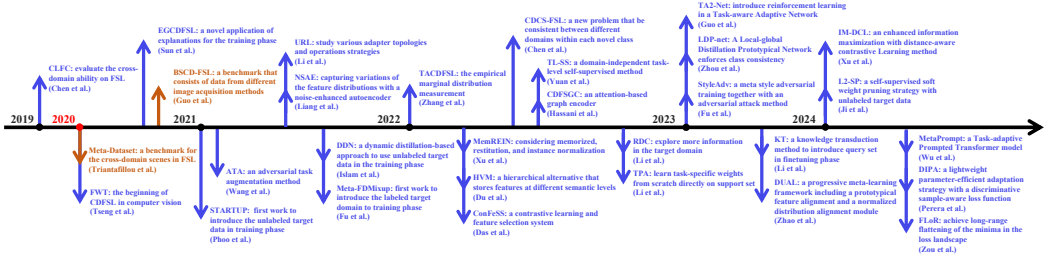 TA2-Net: introduce reinforcement learning
in a Task-aware Adaptive Network
(Guo et al.)
CDCS-FSL: a new problem that be
consistent between different
domains within each novel class
(Chen et al.)
EGCDFSL: a novel application of
explanations for the training phase
(Sun et al.)
URL: study various adapter topologies
and operations strategies
(Li et al.)
LDP-net: A Local-global
Distillation Prototypical Network
enforces class consistency
(Zhou et al.)
IM-DCL: an enhanced information
maximization with distance-aware
contrastive Learning method
(Xu et al.)
CLFC: evaluate the cross-
domain ability on FSL
(Chen et al.)
BSCD-FSL: a benchmark that
consists of data from different
image acquisition methods
(Guo et al.)
NSAE: capturing variations of
the feature distributions with a
noise-enhanced autoencoder
(Liang et al.)
TACDFSL: the empirical
marginal distribution
measurement
(Zhang et al.)
TL-SS: a domain-independent task-
level self-supervised method
(Yuan et al.)
CDFSGC: an attention-based
graph encoder
(Hassani et al.)
StyleAdv: a meta style adversarial
training together with an
adversarial attack method
(Fu et al.)
L2-SP: a self-supervised soft
weight pruning strategy with
unlabeled target data
(Ji et al.)
2019
2020
2021
2022
2023
2024
Meta-Dataset: a benchmark for
the cross-domain scenes in FSL
(Triantafillou et al.)
FWT: the beginning of
CDFSL in computer vision
(Tseng et al.)
ATA: an adversarial task
augmentation method
(Wang et al.)
STARTUP: first work to
introduce the unlabeled target
data in training phase
(Phoo et al.)
DDN: a dynamic distillation-based
approach to use unlabeled target
data in the training phase
(Islam et al.)
Meta-FDMixup: first work to
introduce the labeled target
domain to training phase
(Fu et al.)
MemREIN: considering memorized,
restitution, and instance normalization
(Xu et al.)
HVM: a hierarchical alternative that
stores features at different semantic levels
(Du et al.)
ConFeSS: a contrastive learning and
feature selection system
(Das et al.)
RDC: explore more information
in the target domain
(Li et al.)
TPA: learn task-specific weights
from scratch directly on support set
(Li et al.)
KT: a knowledge transduction
method to introduce query set
in finetuning phase
(Li et al.)
DUAL: a progressive meta-learning
framework including a prototypical
feature alignment and a normalized
distribution alignment module
(Zhao et al.)
MetaPrompt: a Task-adaptive
Prompted Transformer model
(Wu et al.)
DIPA: a lightweight
parameter-efficient adaptation
strategy with a discriminative
sample-aware loss function
(Perera et al.)
FLoR: achieve long-range
flattening of the minima in
the loss landscape
(Zou et al.)